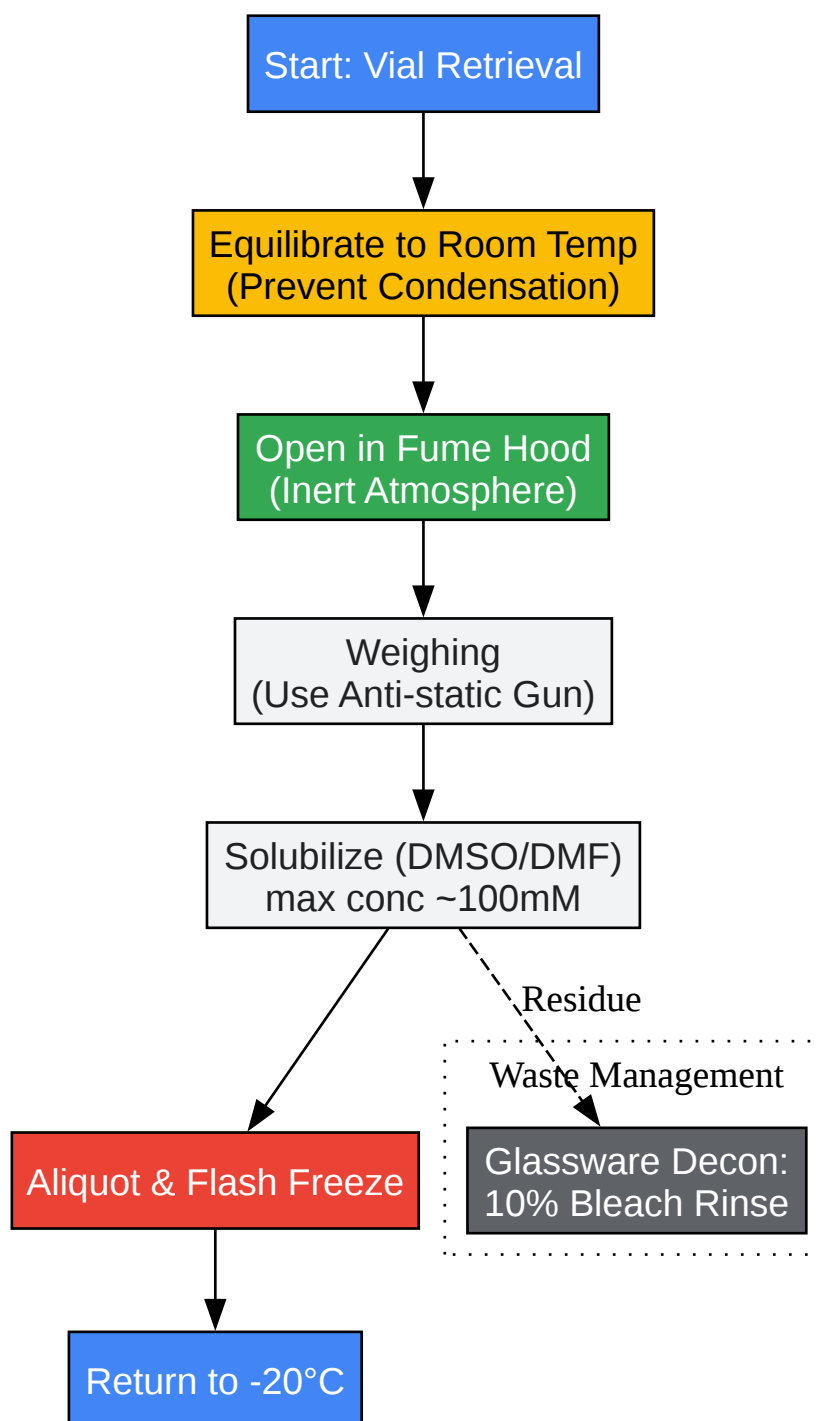 Start: Vial Retrieval
Equilibrate to Room Temp
(Prevent Condensation)
Open in Fume Hood
(Inert Atmosphere)
Weighing
(Use Anti-static Gun)
Solubilize (DMSO/DMF)
max conc ~100mM
Residue
Waste Management
Glassware Decon:
10% Bleach Rinse
Aliquot & Flash Freeze
Return to -20°C